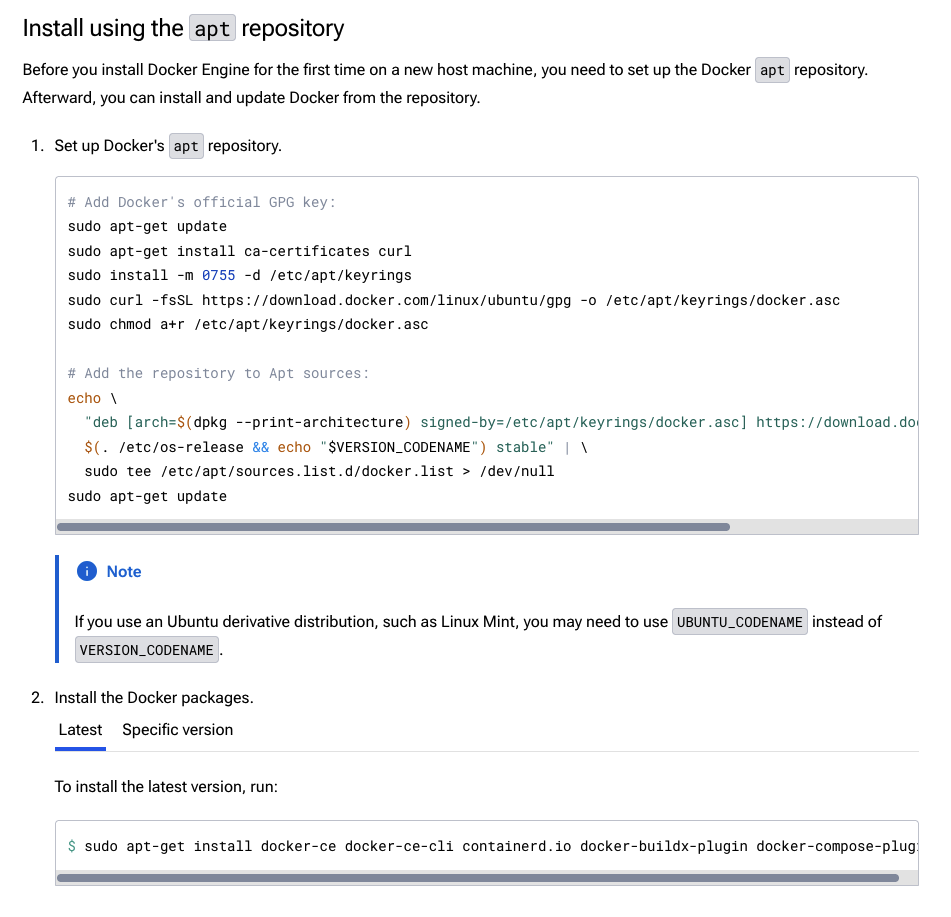 Install using the apt repository
Before you install Docker Engine for the first time on a new host machine, you need to set up the Docker apt repository.
Afterward, you can install and update Docker from the repository.
1. Set up Docker's apt repository.
# Add Docker's official GPG key:
sudo apt-get update
sudo apt-get install ca-certificates curl
sudo install -m 0755 -d /etc/apt/keyrings
sudo curl -fsSL https://download.docker.com/linux/ubuntu/gpg -o /etc/apt/keyrings/docker.asc
sudo chmod a+r /etc/apt/keyrings/docker.asc
# Add the repository to Apt sources:
echo \
"deb [arch=$(dpkg --print-architecture) signed-by=/etc/apt/keyrings/docker.asc] https://download.do
$(. /etc/os-release && echo "$VERSION_CODENAME") stable" | \
sudo tee /etc/apt/sources.list.d/docker.list > /dev/null
sudo apt-get update
Note
If you use an Ubuntu derivative distribution, such as Linux Mint, you may need to use UBUNTU_CODENAME instead of
VERSION_CODENAME.
2. Install the Docker packages.
Latest Specific version
To install the latest version, run:
$ sudo apt-get install docker-ce docker-ce-cli containerd.io docker-buildx-plugin docker-compose-plug